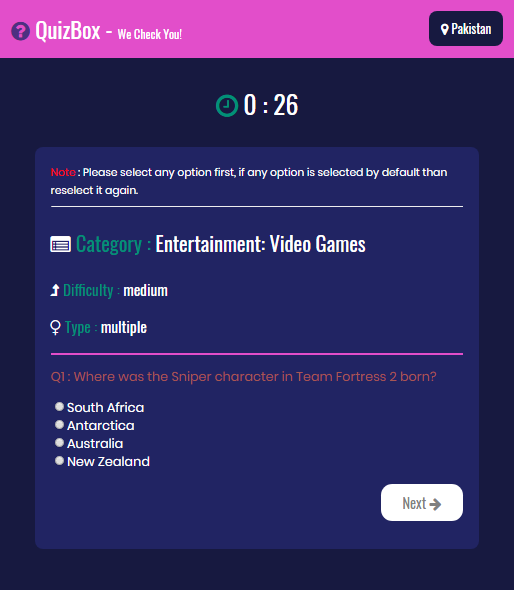 QuizBox - We Check You!
Pakistan
0 : 26
Note : Please select any option first, if any option is selected by default than
reselect it again.
Category : Entertainment: Video Games
Difficulty : medium
Type : multiple
Q1 : Where was the Sniper character in Team Fortress 2 born?
South Africa
Antarctica
Australia
New Zealand
Next